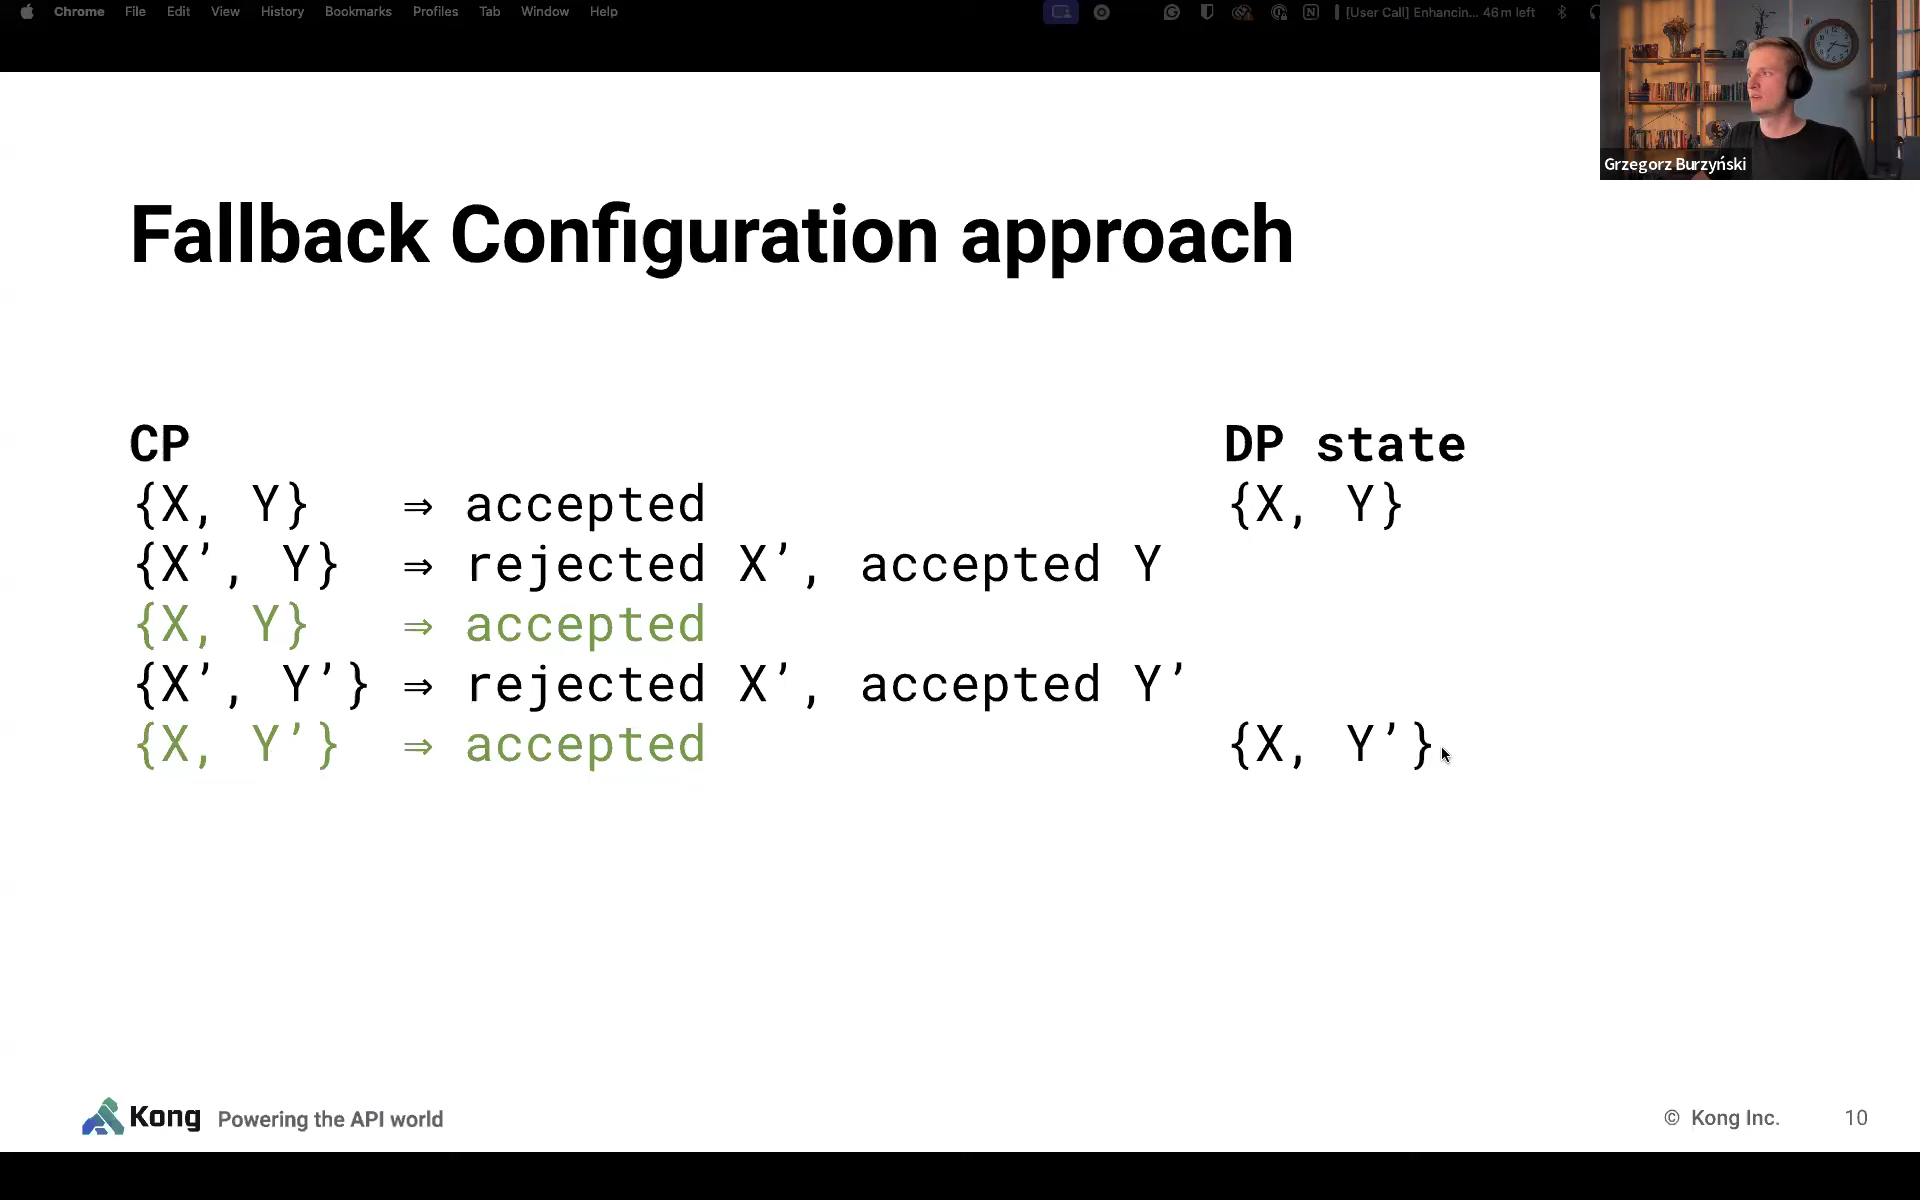 Chrome File Edit View History Bookmarks Profiles Tab Window Help [User Call] Enhancin... 46 m left
Grzegorz Burzyński
Fallback Configuration approach
CP DP state
{X, Y} ⇒ accepted {X, Y}
{X’, Y} ⇒ rejected X’, accepted Y
{X, Y} ⇒ accepted
{X’, Y’} ⇒ rejected X’, accepted Y’
{X, Y’} ⇒ accepted {X, Y’}
Kong Powering the API world © Kong Inc. 10